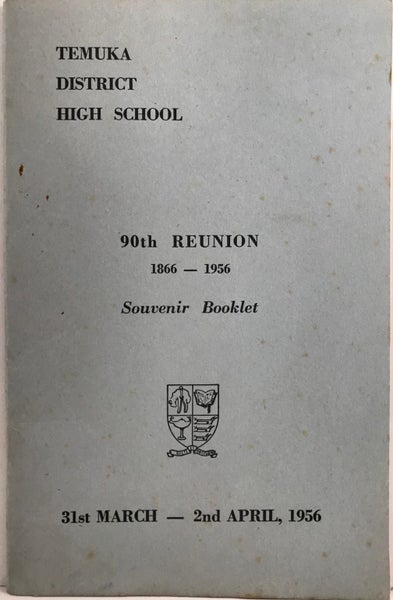 TEMUKA
DISTRICT
HIGH SCHOOL
90th REUNION
1866 — 1956
Souvenir Booklet
31st MARCH — 2nd APRIL, 1956